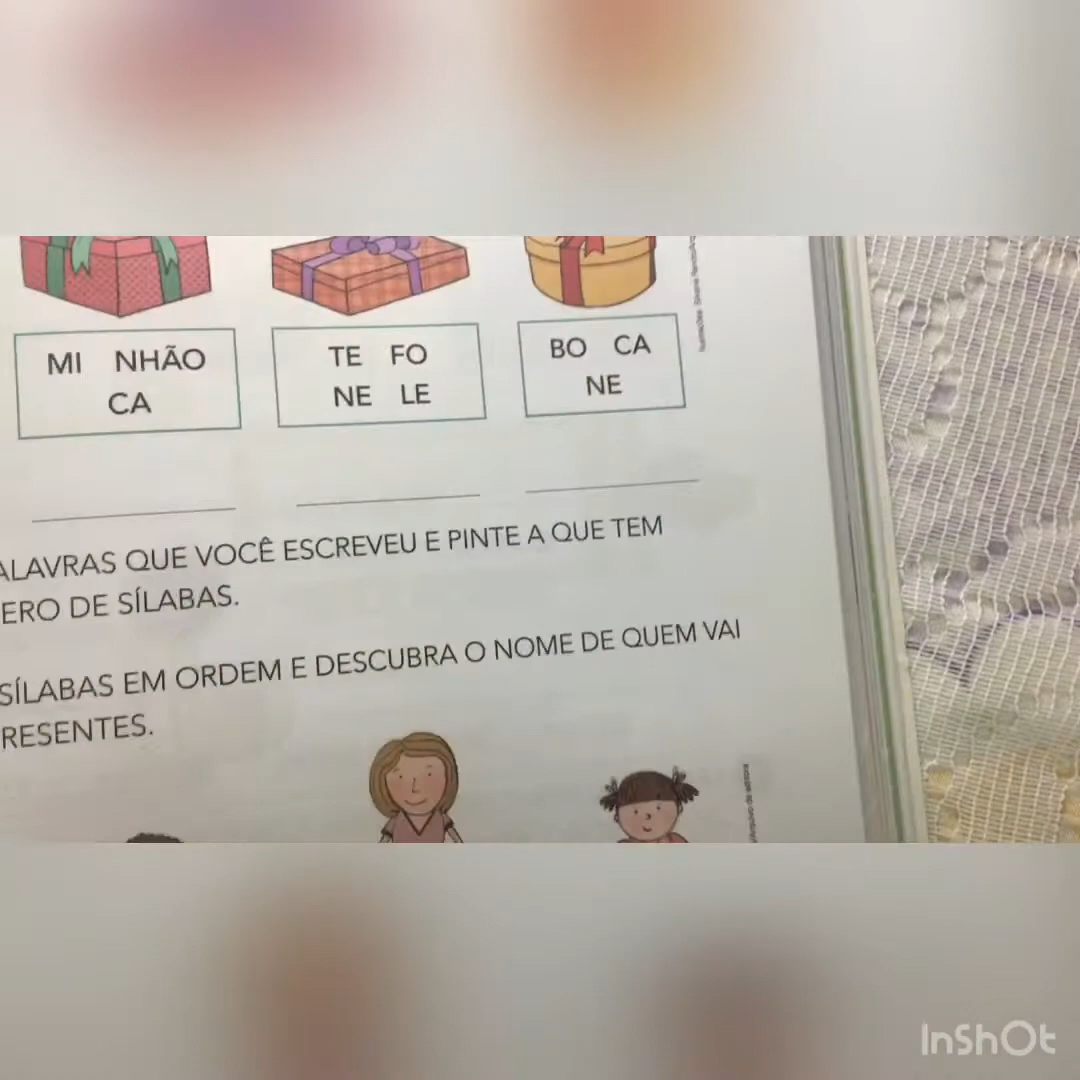 MI NHÃO
CA
TE FO
NE LE
BO CA
NE
ALAVRAS QUE VOCÊ ESCREVEU E PINTE A QUE TEM
ERO DE SÍLABAS.
SÍLABAS EM ORDEM E DESCUBRA O NOME DE QUEM VAI
RESENTES.
InShOt